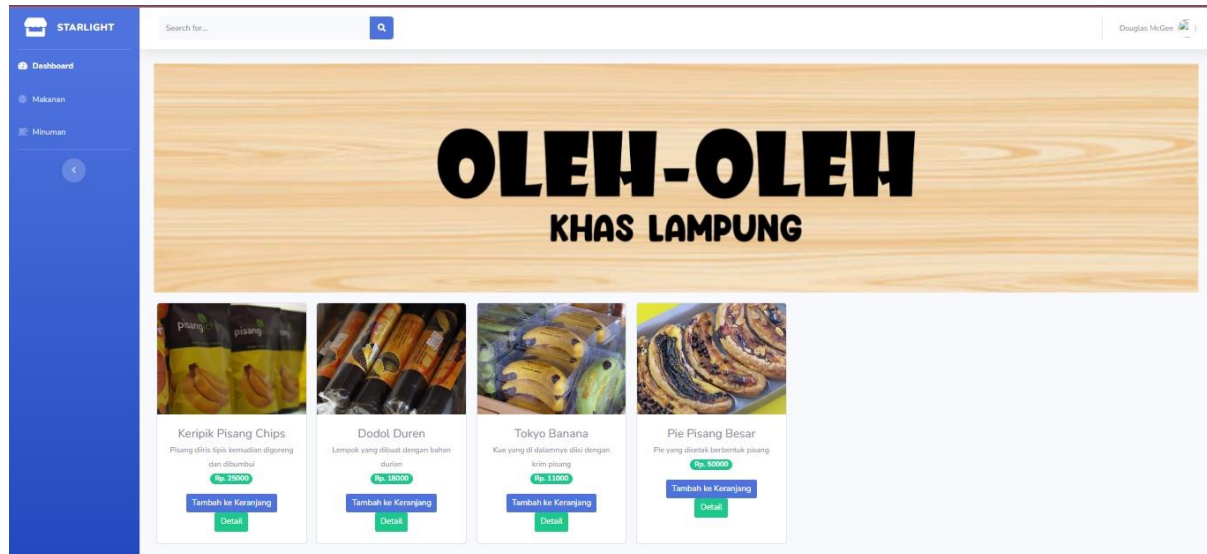 STARLIGHT
Search for...
Douglas McGee
Dashboard
Makanan
Minuman
OLEH-OLEH
KHAS LAMPUNG
pisang
pisang
Keripik Pisang Chips
Pisang diiris tipis kemudian digoreng
dan dibumbui
Rp. 25000
Tambah ke Keranjang
Detail
Dodol Duren
Lempok yang dibuat dengan bahan
durian
Rp. 18000
Tambah ke Keranjang
Detail
Tokyo Banana
Kue yang di dalamnya diisi dengan
krim pisang
Rp. 11000
Tambah ke Keranjang
Detail
Pie Pisang Besar
Pie yang dicetak berbentuk pisang
Rp. 50000
Tambah ke Keranjang
Detail